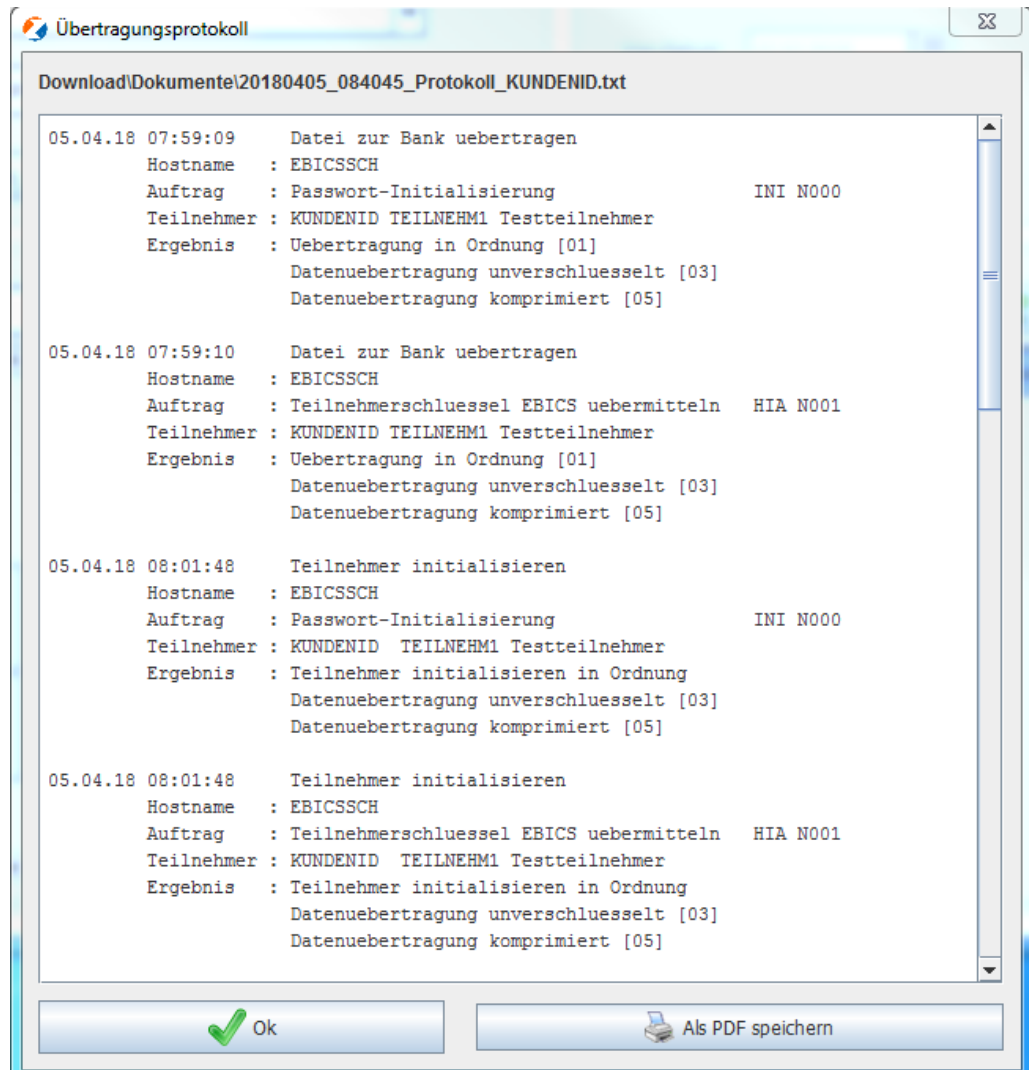 Übertragungsprotokoll
Download\Dokumente\20180405_084045_Protokoll_KUNDENID.txt
05.04.18 07:59:09 Datei zur Bank uebertragen
Hostname : EBICSSCH
Auftrag : Passwort-Initialisierung INI N000
Teilnehmer : KUNDENID TEILNEHM1 Testteilnehmer
Ergebnis : Uebertragung in Ordnung [01]
Datenuebertragung unverschluesselt [03]
Datenuebertragung komprimiert [05]
05.04.18 07:59:10 Datei zur Bank uebertragen
Hostname : EBICSSCH
Auftrag : Teilnehmerschluessel EBICS uebermitteln HIA N001
Teilnehmer : KUNDENID TEILNEHM1 Testteilnehmer
Ergebnis : Uebertragung in Ordnung [01]
Datenuebertragung unverschluesselt [03]
Datenuebertragung komprimiert [05]
05.04.18 08:01:48 Teilnehmer initialisieren
Hostname : EBICSSCH
Auftrag : Passwort-Initialisierung INI N000
Teilnehmer : KUNDENID TEILNEHM1 Testteilnehmer
Ergebnis : Teilnehmer initialisieren in Ordnung
Datenuebertragung unverschluesselt [03]
Datenuebertragung komprimiert [05]
05.04.18 08:01:48 Teilnehmer initialisieren
Hostname : EBICSSCH
Auftrag : Teilnehmerschluessel EBICS uebermitteln HIA N001
Teilnehmer : KUNDENID TEILNEHM1 Testteilnehmer
Ergebnis : Teilnehmer initialisieren in Ordnung
Datenuebertragung unverschluesselt [03]
Datenuebertragung komprimiert [05]
Ok
Als PDF speichern